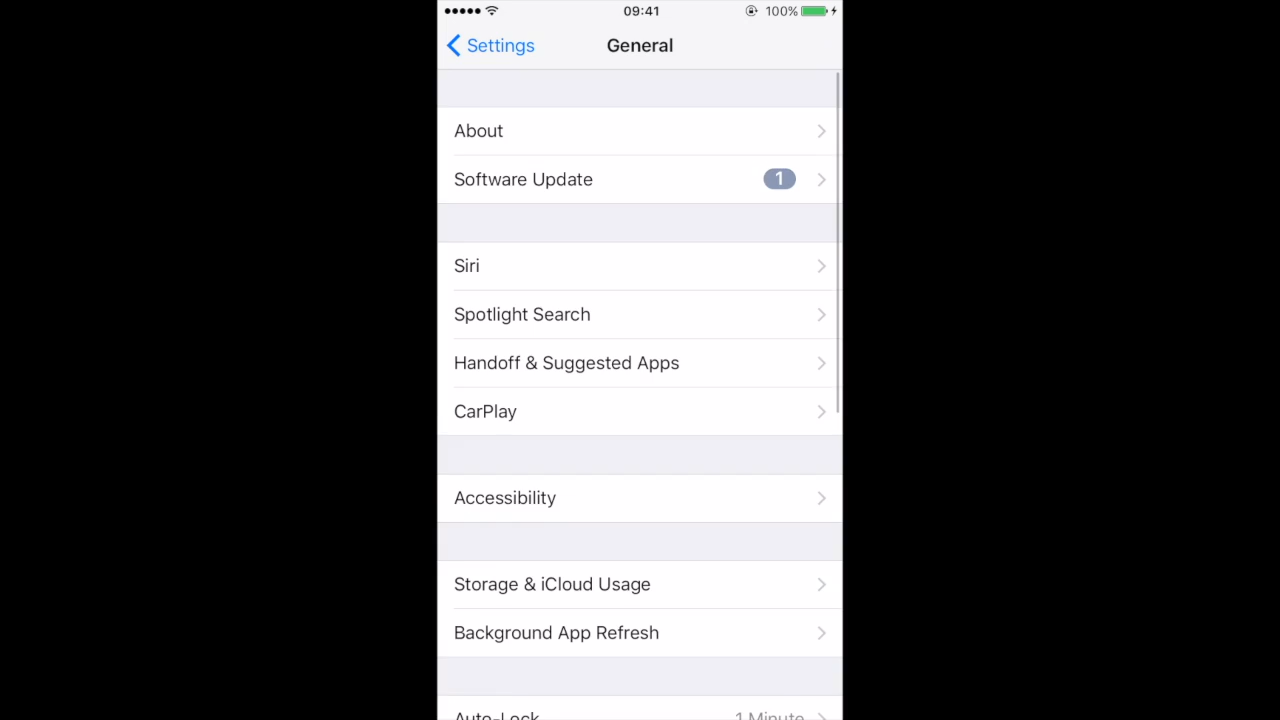 09:41 100%
Settings General
About
Software Update 1
Siri
Spotlight Search
Handoff & Suggested Apps
CarPlay
Accessibility
Storage & iCloud Usage
Background App Refresh
Auto-Lock 1 Minute